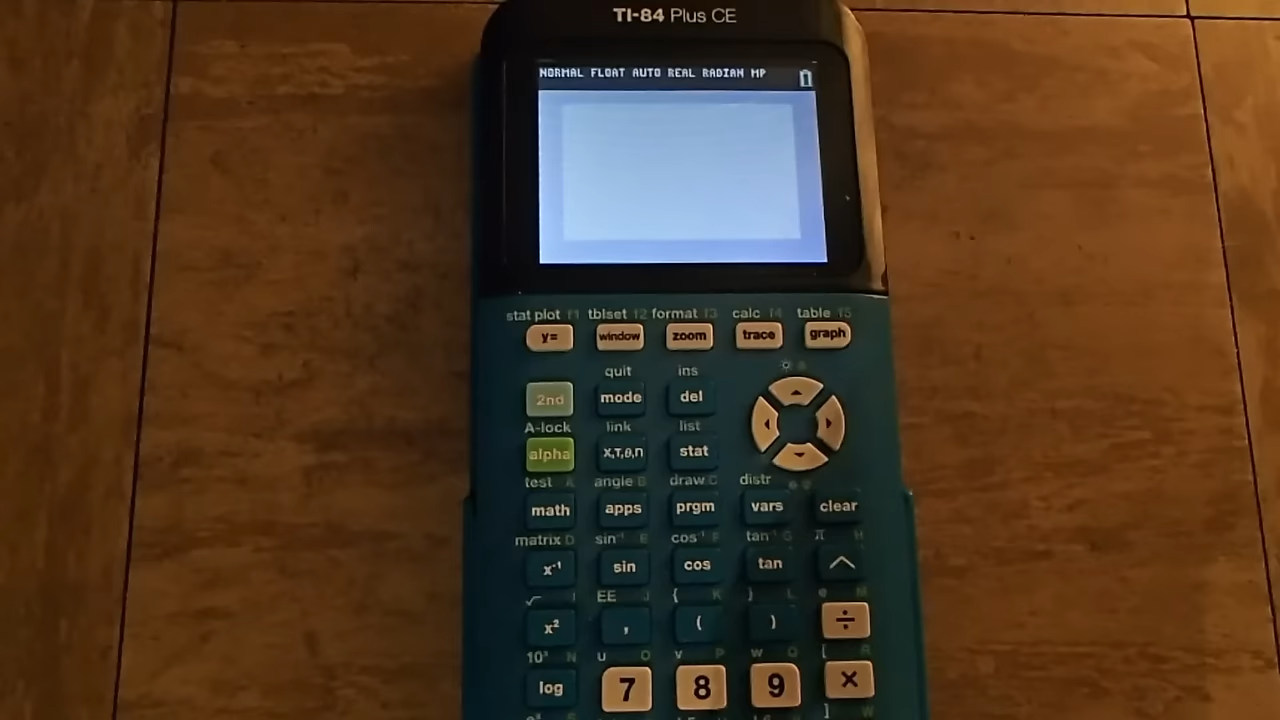 TI-84 Plus CE
NORMAL FLOAT AUTO REAL RADIAN MP
stat plot f1 tblset f2 format f3 calc f4 table f5
y= window zoom trace graph
quit ins
2nd mode del
A-lock link list
alpha X,T,θ,n stat
test A angle B draw C distr
math apps prgm vars clear
matrix D sin⁻¹ E cos⁻¹ F tan⁻¹ G π H
x⁻¹ sin cos tan ^
√ I EE J { K } L e M
x² , ( ) ÷
10ˣ N u O v P w Q [ R
log 7 8 9 ×